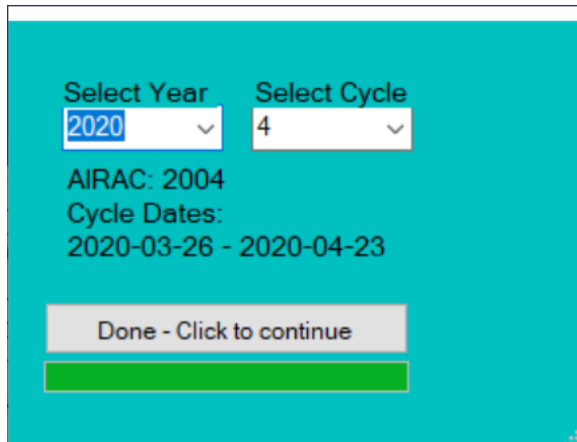 Select Year Select Cycle
2020 4
AIRAC: 2004
Cycle Dates:
2020-03-26 - 2020-04-23
Done - Click to continue